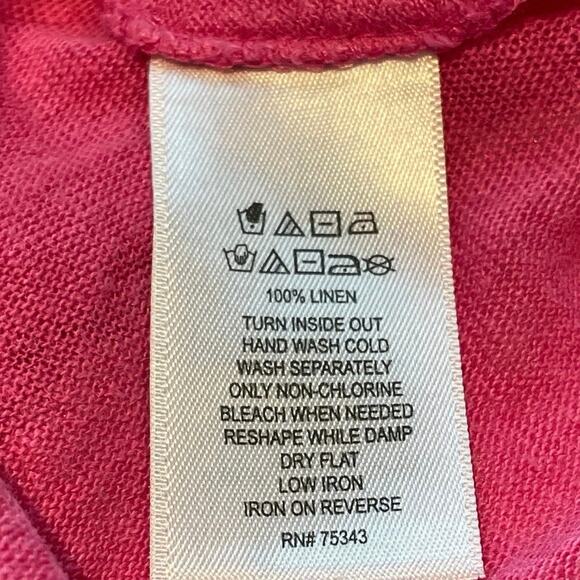 100% LINEN
TURN INSIDE OUT
HAND WASH COLD
WASH SEPARATELY
ONLY NON-CHLORINE
BLEACH WHEN NEEDED
RESHAPE WHILE DAMP
DRY FLAT
LOW IRON
IRON ON REVERSE
RN# 75343